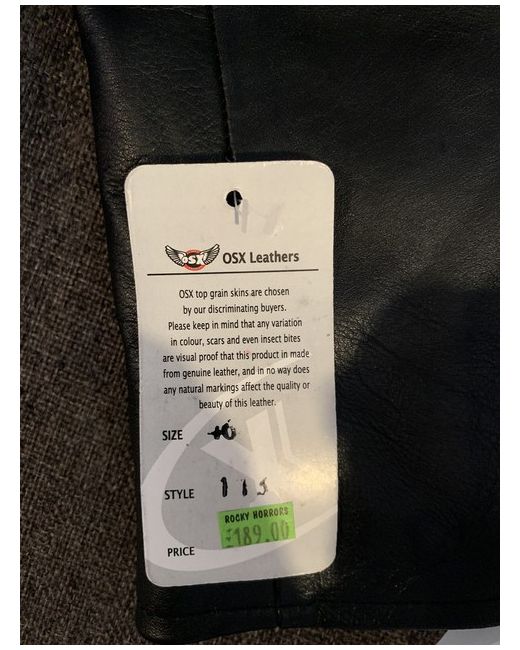 OSX
OSX Leathers
OSX top grain skins are chosen
by our discriminating buyers.
Please keep in mind that any variation
in colour, scars and even insect bites
are visual proof that this product in made
from genuine leather, and in no way does
any natural markings affect the quality or
beauty of this leather.
SIZE
STYLE 115
ROCKY HORRORS
189.00
PRICE